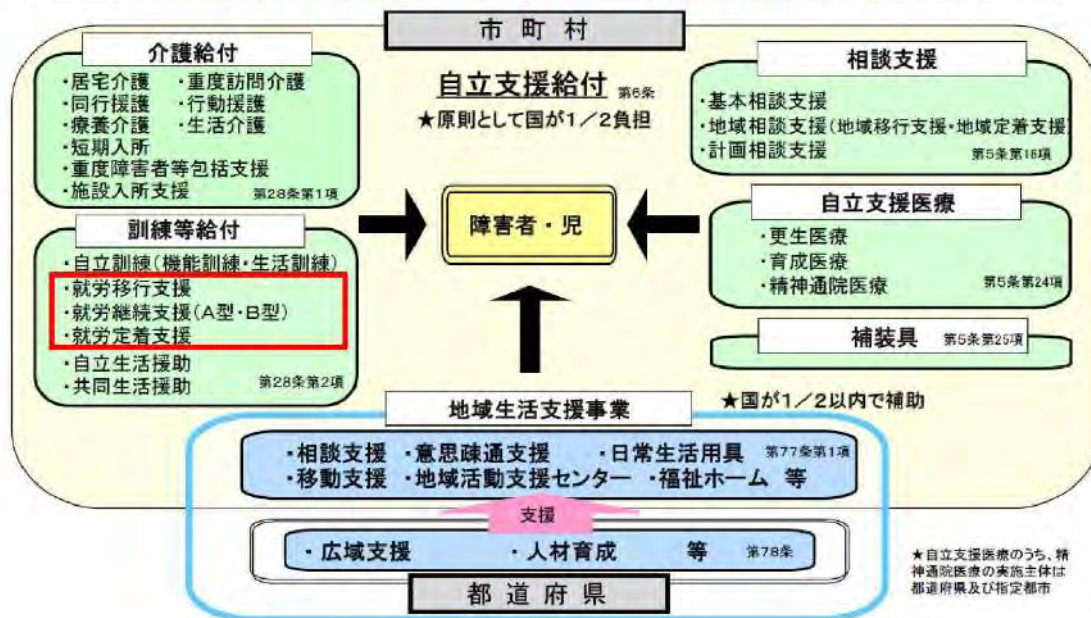 市町村
介護給付
・居宅介護 ・重度訪問介護
・同行援護 ・行動援護
・療養介護 ・生活介護
・短期入所
・重度障害者等包括支援
・施設入所支援 第28条第1項
訓練等給付
・自立訓練(機能訓練・生活訓練)
・就労移行支援
・就労継続支援(A型・B型)
・就労定着支援
・自立生活援助
・共同生活援助 第28条第2項
自立支援給付 第6条
★原則として国が1/2負担
障害者・児
相談支援
・基本相談支援
・地域相談支援(地域移行支援・地域定着支援)
・計画相談支援 第5条第18項
自立支援医療
・更生医療
・育成医療
・精神通院医療 第5条第24項
補装具 第5条第25項
地域生活支援事業
★国が1/2以内で補助
・相談支援 ・意思疎通支援 ・日常生活用具 第77条第1項
・移動支援 ・地域活動支援センター ・福祉ホーム 等
支援
・広域支援 ・人材育成 等 第78条
都道府県
★自立支援医療のうち、精
神通院医療の実施主体は
都道府県及び指定都市